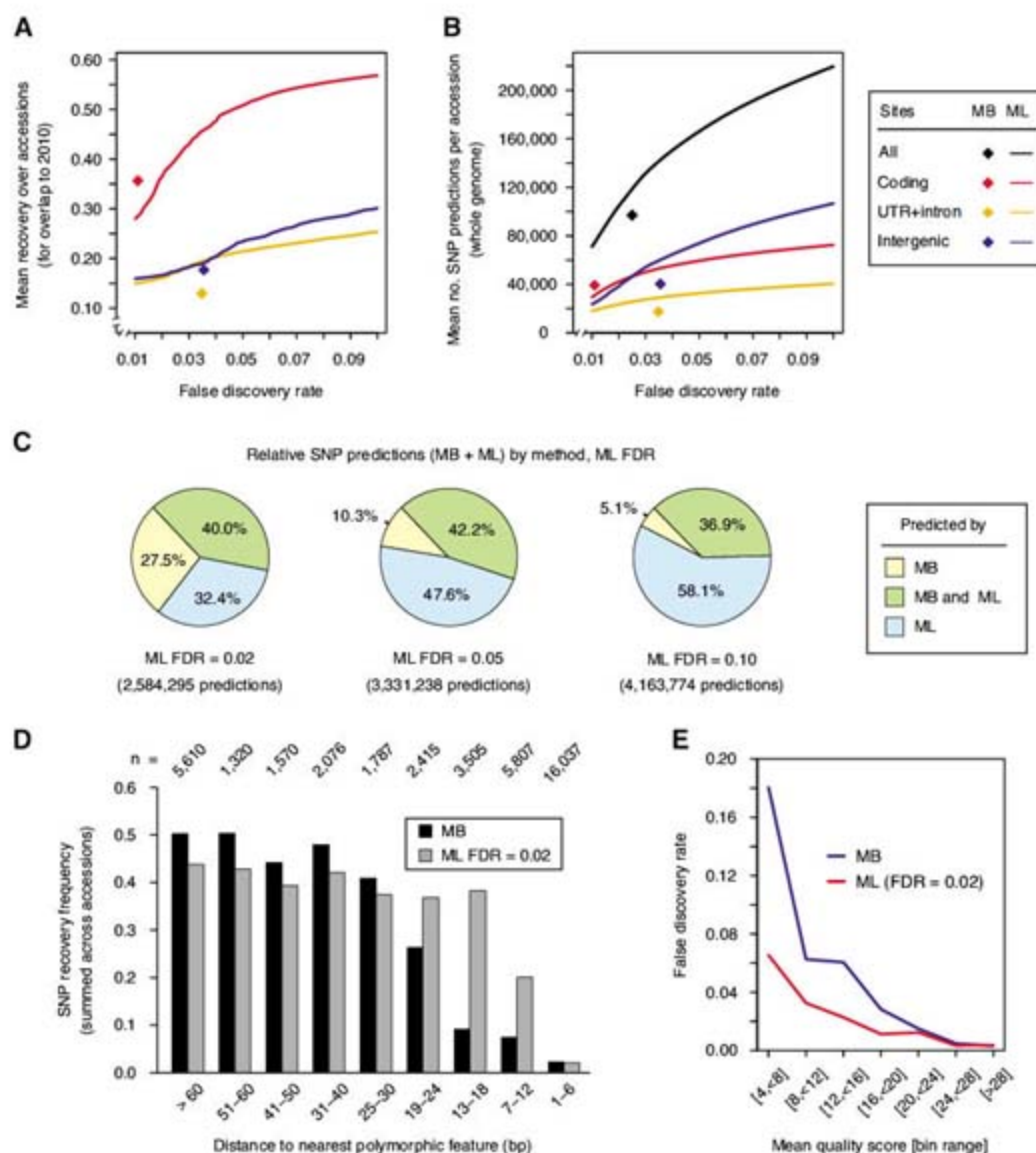 A
Mean recovery over accessions
(for overlap to 2010)
0.60
0.50
0.40
0.30
0.20
0.10
0.01 0.03 0.05 0.07 0.09
False discovery rate
B
Mean no. SNP predictions per accession
(whole genome)
200,000
160,000
120,000
80,000
40,000
0
0.01 0.03 0.05 0.07 0.09
False discovery rate
Sites MB ML
All
Coding
UTR+intron
Intergenic
C
Relative SNP predictions (MB + ML) by method, ML FDR
40.0%
27.5%
32.4%
ML FDR = 0.02
(2,584,295 predictions)
10.3%
42.2%
47.6%
ML FDR = 0.05
(3,331,238 predictions)
5.1%
36.9%
58.1%
ML FDR = 0.10
(4,163,774 predictions)
Predicted by
MB
MB and ML
ML
D
n = 5,610 1,320 1,570 2,076 1,787 2,415 3,505 5,807 16,037
SNP recovery frequency
(summed across accessions)
0.6
0.5
0.4
0.3
0.2
0.1
0.0
MB
ML FDR = 0.02
> 60 51–60 41–50 31–40 25–30 19–24 13–18 7–12 1–6
Distance to nearest polymorphic feature (bp)
E
False discovery rate
0.20
0.16
0.12
0.08
0.04
0.00
MB
ML (FDR = 0.02)
[4,<8] [8,<12] [12,<16] [16,<20] [20,<24] [24,<28] [>28]
Mean quality score [bin range]